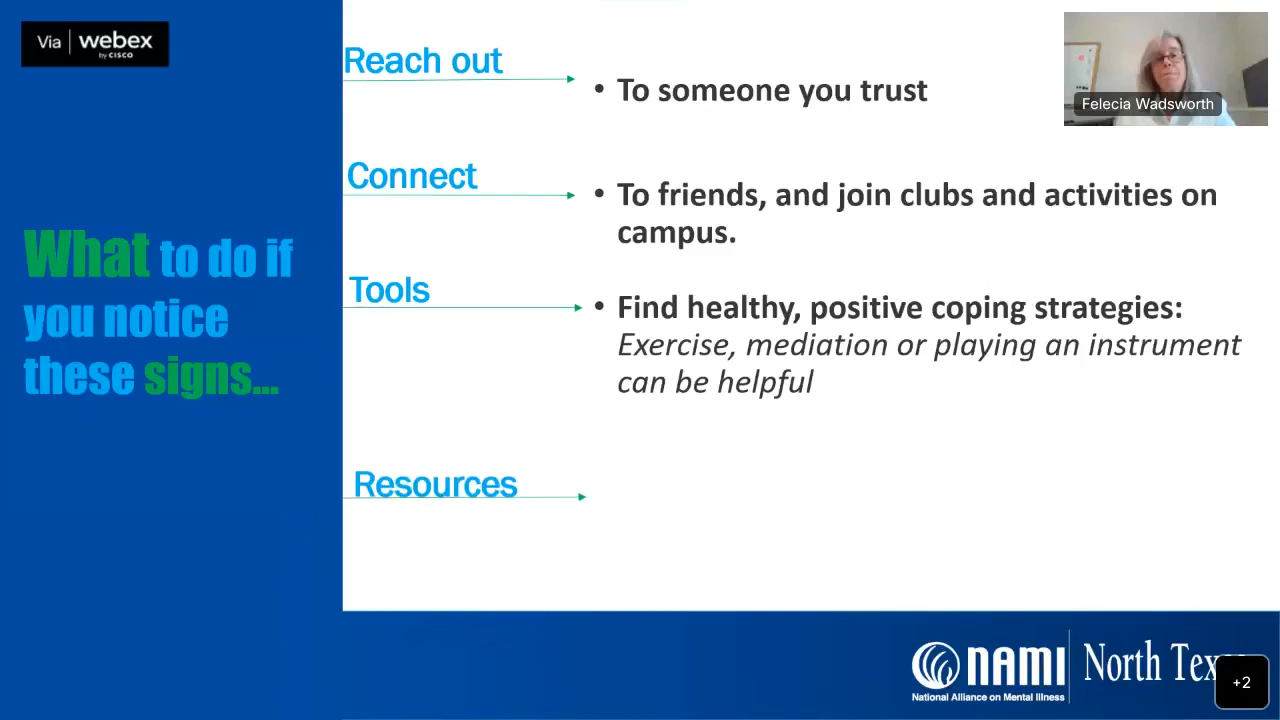 Via webex
by CISCO
What to do if
you notice
these signs...
Reach out
• To someone you trust
Felecia Wadsworth
Connect
• To friends, and join clubs and activities on
campus.
Tools
• Find healthy, positive coping strategies:
Exercise, mediation or playing an instrument
can be helpful
Resources
NAMI North
National Alliance on Mental Illness
+2